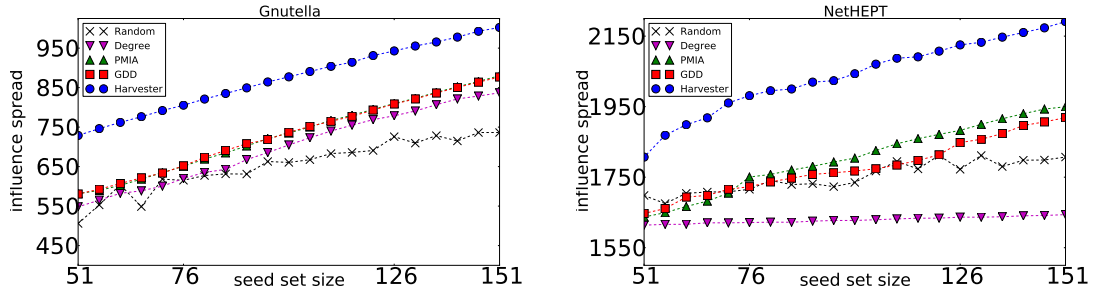 Gnutella
influence spread
950
850
750
650
550
450
Random
Degree
PMIA
GDD
Harvester
51
76
126
151
seed set size
NetHEPT
influence spread
2150
1950
1750
1550
Random
Degree
PMIA
GDD
Harvester
51
76
126
151
seed set size